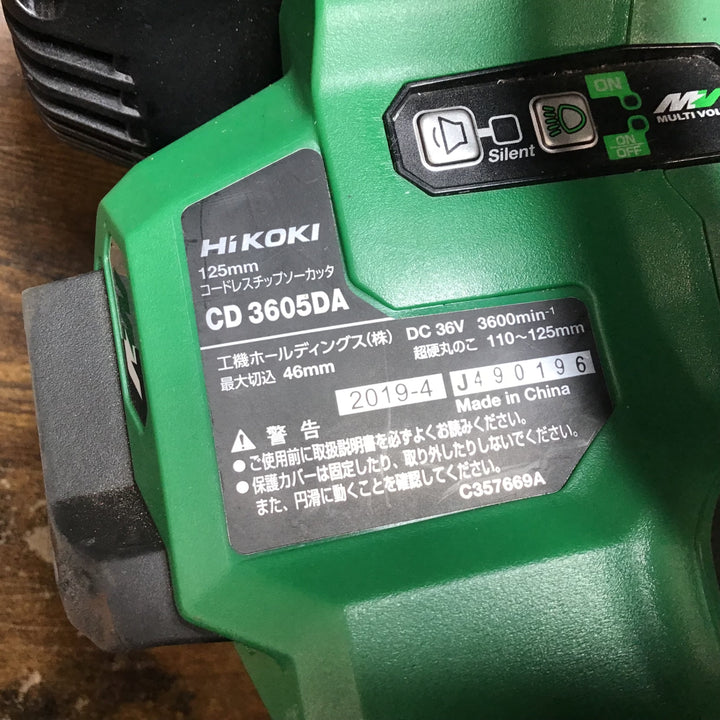 Silent
ON
ON/OFF
MULTI VOL
HiKOKI
125mm
コードレスチップソーカッタ
CD 3605DA
工機ホールディングス(株)
DC 36V 3600min⁻¹
最大切込 46mm
超硬丸のこ 110～125mm
2019-4
J490196
Made in China
警告
● ご使用前に取扱説明書を必ずよくお読みください。
● 保護カバーは固定したり、取り外したりしないでください。
また、円滑に動くことを確認してください。
C357669A